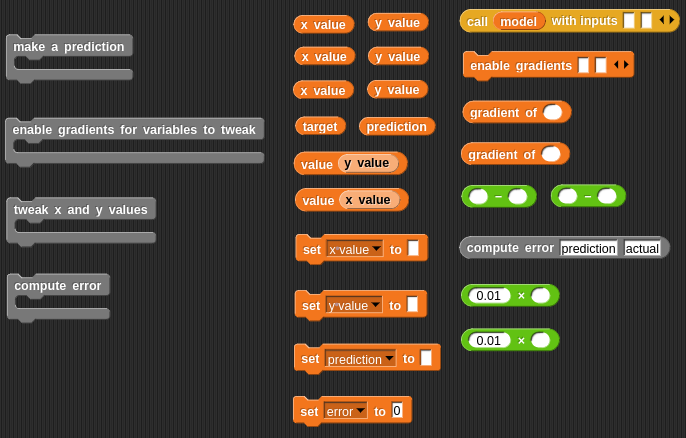 make a prediction
enable gradients for variables to tweak
tweak x and y values
compute error
x value y value
x value y value
x value y value
target prediction
value y value
value x value
set x value to
set y value to
set prediction to
set error to 0
call model with inputs
enable gradients
gradient of
gradient of
− −
compute error prediction actual
0.01 ×
0.01 ×